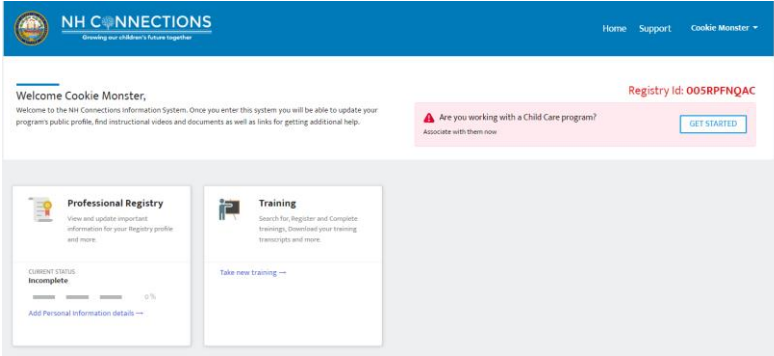 NH CONNECTIONS
Growing our children's future together
Home Support Cookie Monster
Welcome Cookie Monster,
Welcome to the NH Connections Information System. Once you enter this system you will be able to update your
program's public profile, find instructional videos and documents as well as links for getting additional help.
Registry Id: 005RPFNQAC
Are you working with a Child Care program?
Associate with them now
GET STARTED
Professional Registry
View and update important
information for your Registry profile
and more.
CURRENT STATUS
Incomplete
0%
Add Personal Information details →
Training
Search for, Register and Complete
trainings, Download your training
transcripts and more.
Take new training →